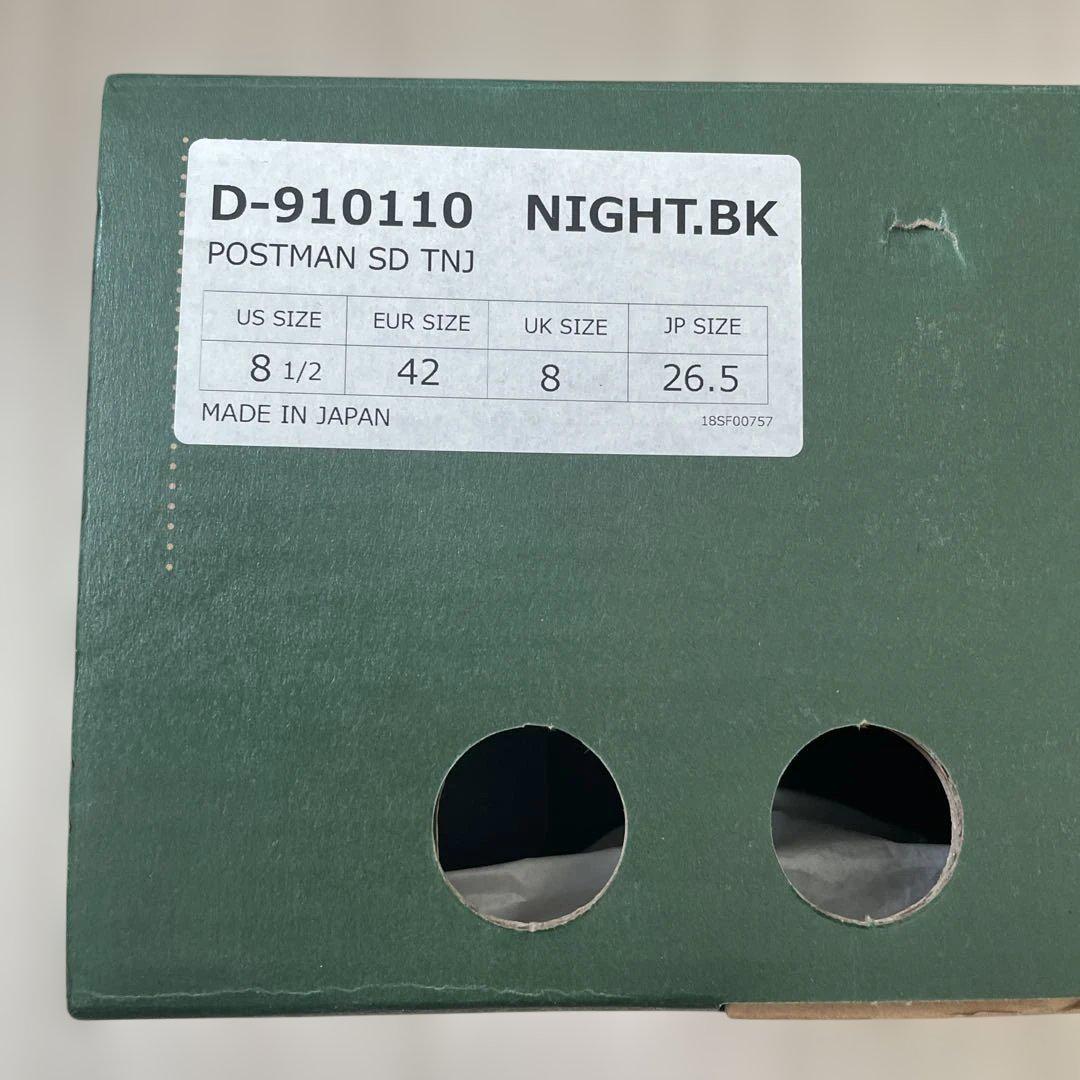 D-910110 NIGHT.BK
POSTMAN SD TNJ
US SIZE EUR SIZE UK SIZE JP SIZE
8 1/2 42 8 26.5
MADE IN JAPAN 18SF00757